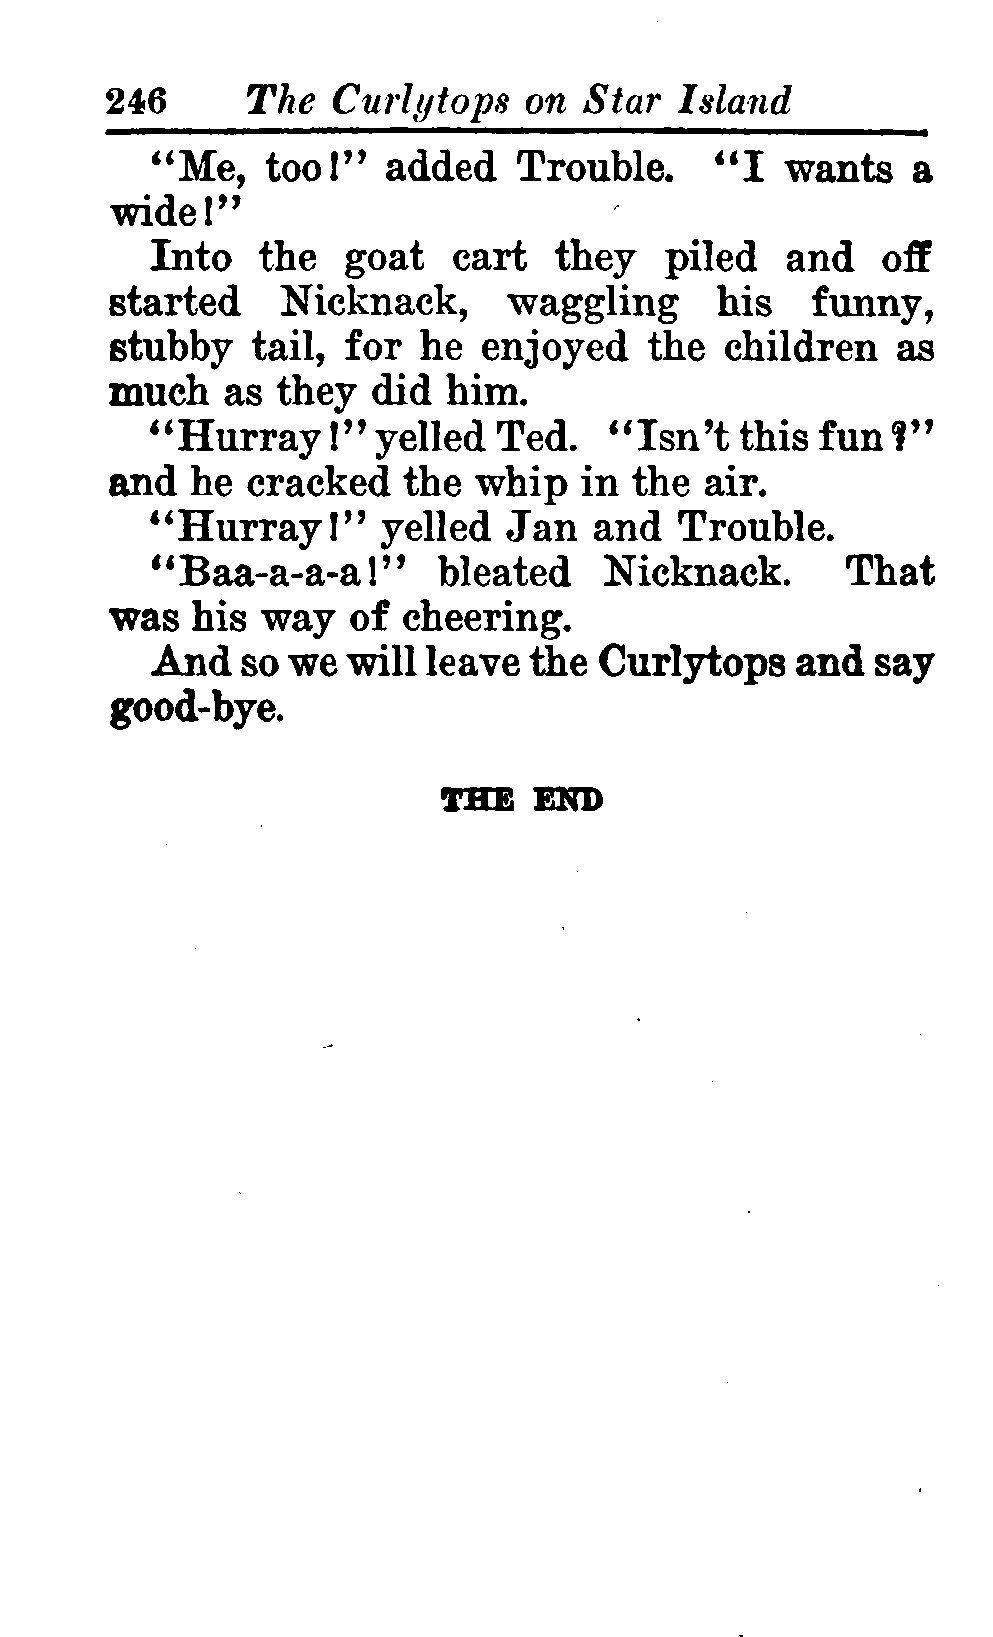 246 The Curlytops on Star Island
“Me, too!” added Trouble. “I wants a
wide!”
Into the goat cart they piled and off
started Nicknack, waggling his funny,
stubby tail, for he enjoyed the children as
much as they did him.
“Hurray!” yelled Ted. “Isn’t this fun?”
and he cracked the whip in the air.
“Hurray!” yelled Jan and Trouble.
“Baa-a-a-a!” bleated Nicknack. That
was his way of cheering.
And so we will leave the Curlytops and say
good-bye.
THE END